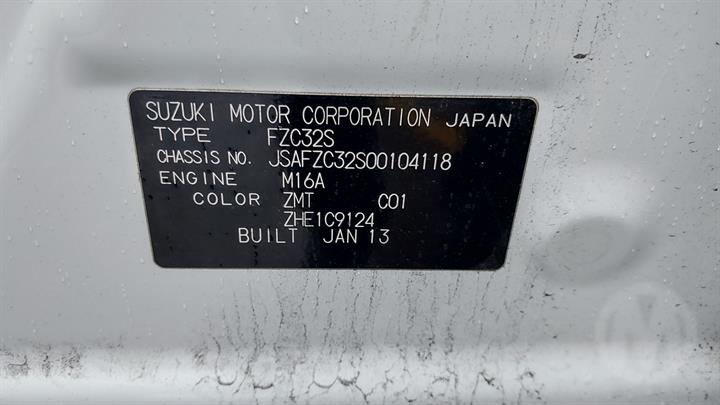 SUZUKI MOTOR CORPORATION JAPAN
TYPE FZC32S
CHASSIS NO. JSAFZC32S00104118
ENGINE M16A
COLOR ZMT C01
ZHE1C9124
BUILT JAN 13